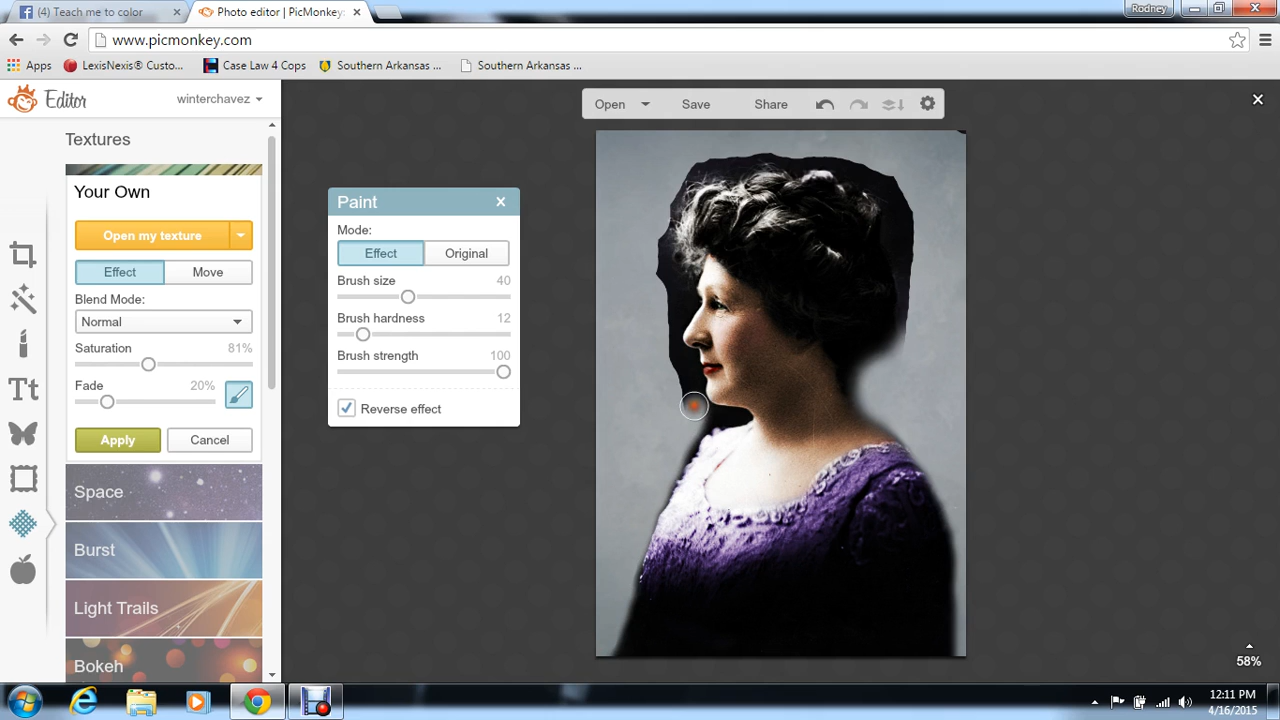 (4) Teach me to color
Photo editor | PicMonkey:
Rodney
www.picmonkey.com
Apps
LexisNexis® Custo...
Case Law 4 Cops
Southern Arkansas ...
Southern Arkansas ...
Editor
winterchavez
Open
Save
Share
Textures
Your Own
Open my texture
Effect
Move
Blend Mode:
Normal
Saturation
81%
Fade
20%
Apply
Cancel
Space
Burst
Light Trails
Bokeh
Paint
Mode:
Effect
Original
Brush size
40
Brush hardness
12
Brush strength
100
Reverse effect
Tt
58%
12:11 PM
4/16/2015